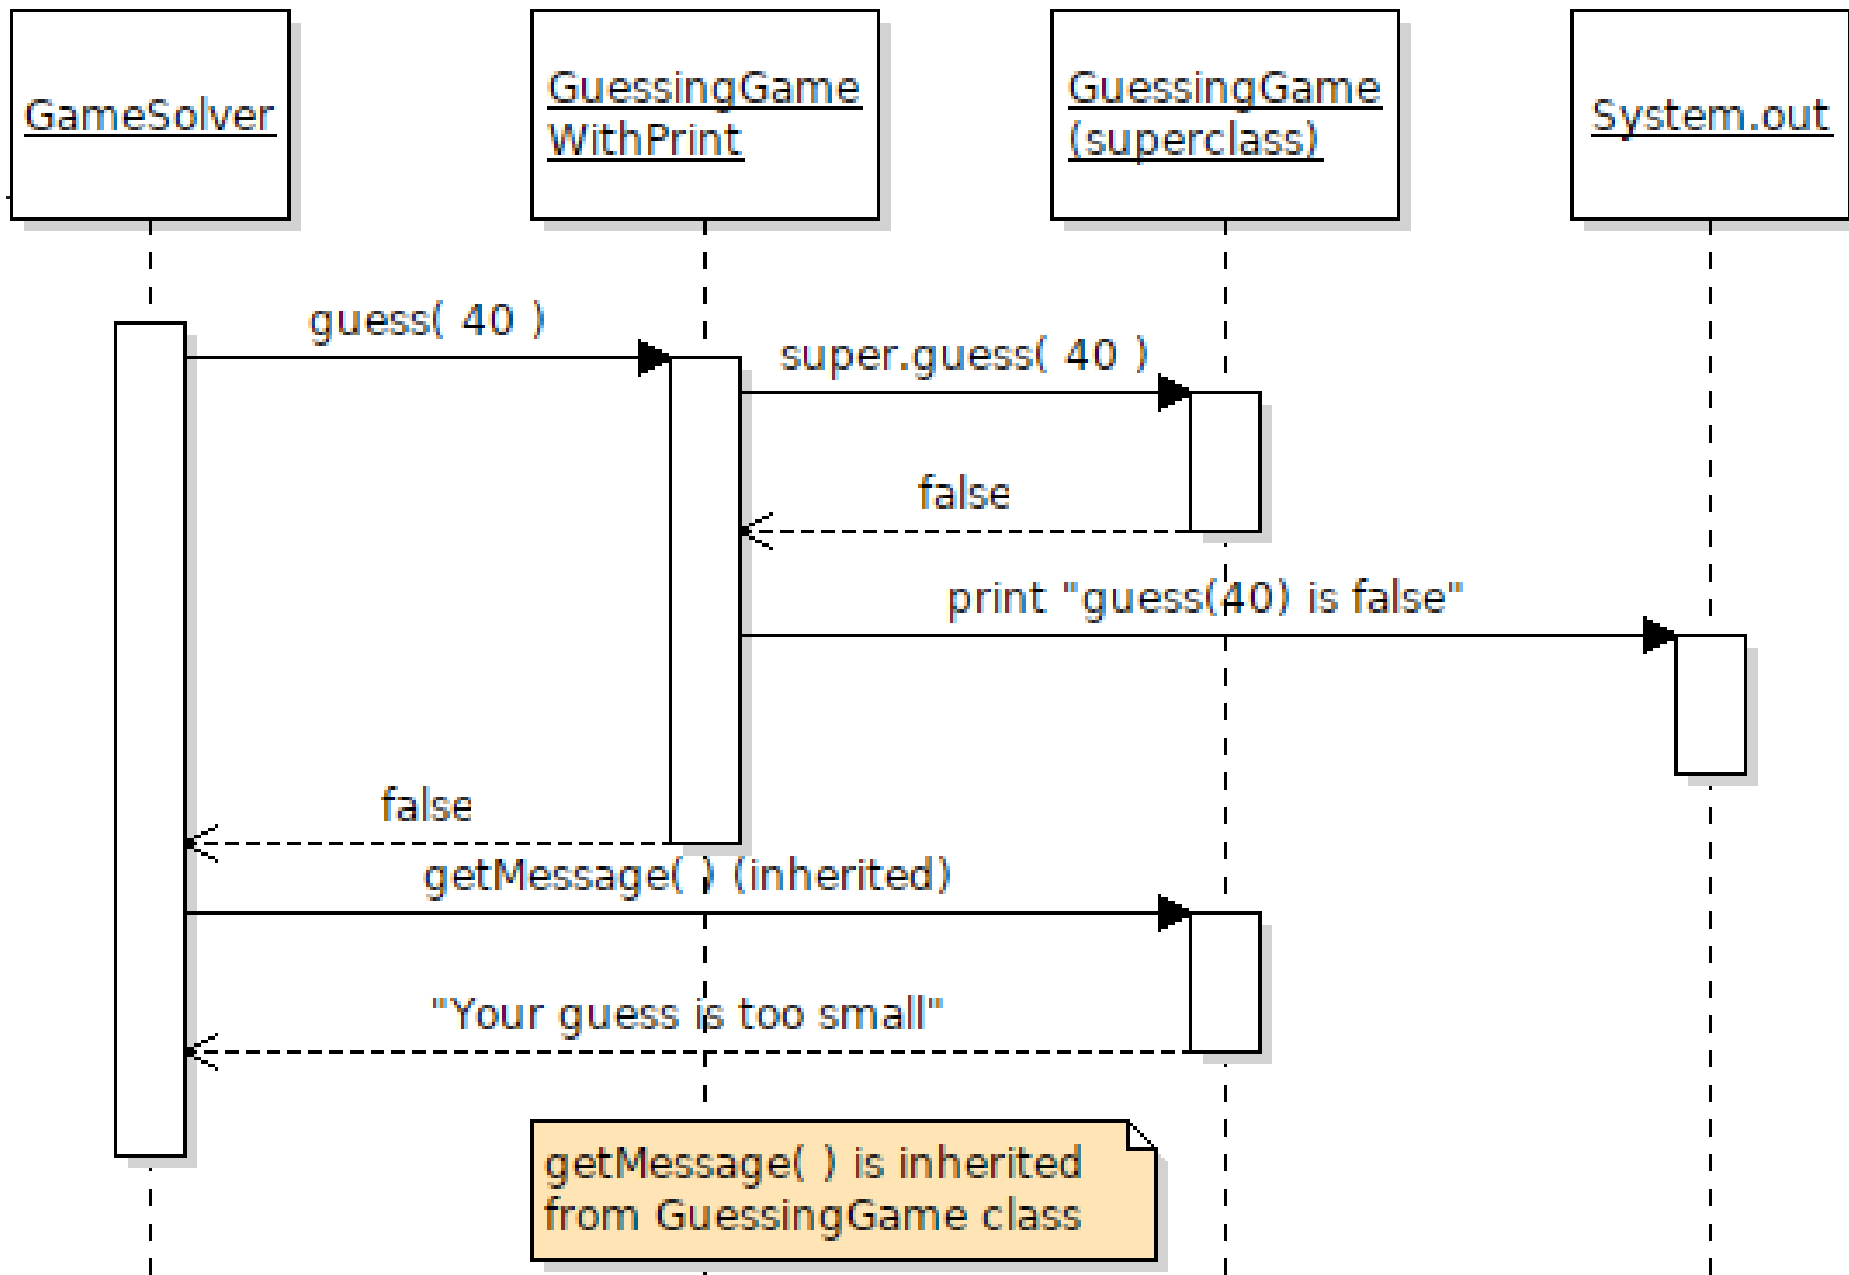 GameSolver
GuessingGame
WithPrint
GuessingGame
(superclass)
System.out
guess( 40 )
super.guess( 40 )
false
print "guess(40) is false"
false
getMessage( ) (inherited)
"Your guess is too small"
getMessage( ) is inherited
from GuessingGame class